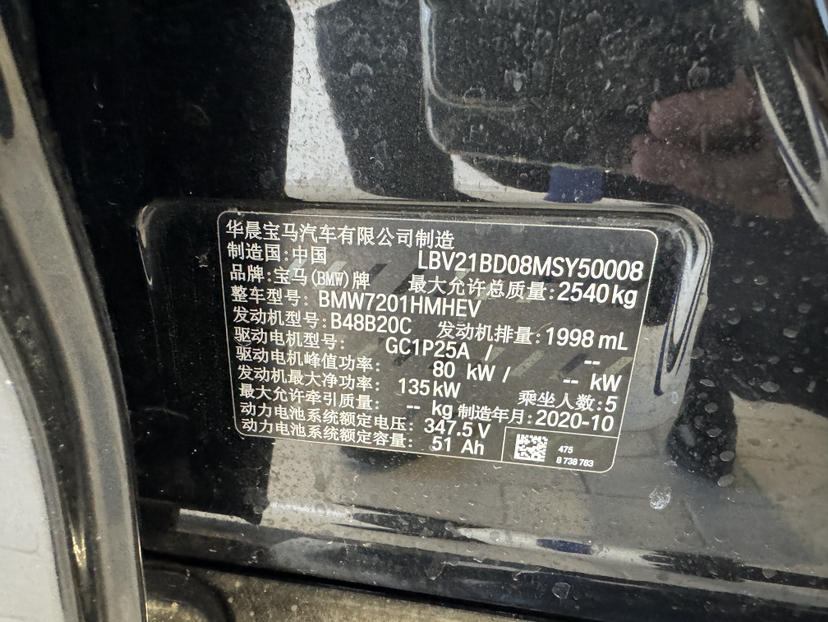 华晨宝马汽车有限公司制造
制造国:中国 LBV21BD08MSY50008
品牌:宝马(BMW)牌 最大允许总质量:2540kg
整车型号: BMW7201HMHEV
发动机型号:B48B20C 发动机排量:1998 mL
驱动电机型号: GC1P25A / --
驱动电机峰值功率: 80 kW / -- kW
发动机最大净功率: 135kW 乘坐人数:5
最大允许牵引质量: -- kg 制造年月:2020-10
动力电池系统额定电压: 347.5 V
动力电池系统额定容量: 51 Ah
475
8 738 783